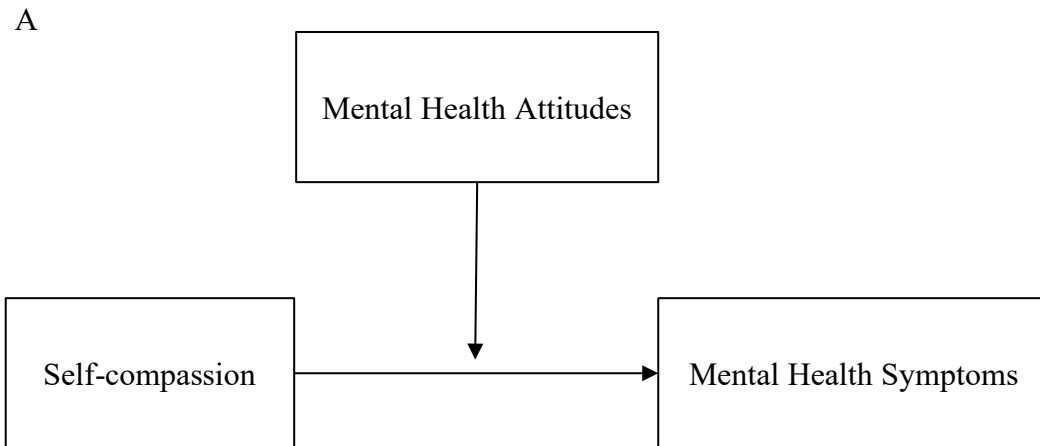 A
Mental Health Attitudes
Self-compassion
Mental Health Symptoms